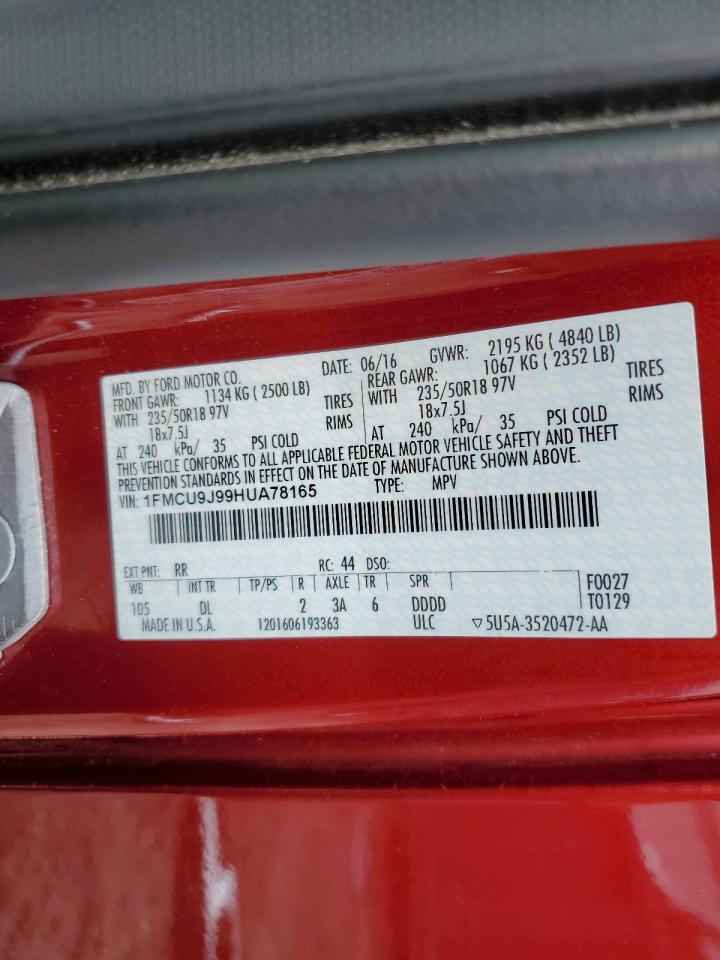 MFD. BY FORD MOTOR CO.
DATE: 06/16 GVWR: 2195 KG ( 4840 LB)
FRONT GAWR: 1134 KG ( 2500 LB)
REAR GAWR: 1067 KG ( 2352 LB)
WITH 235/50R18 97V TIRES
WITH 235/50R18 97V TIRES
18x7.5J RIMS
18x7.5J RIMS
AT 240 kPa/ 35 PSI COLD
AT 240 kPa/ 35 PSI COLD
THIS VEHICLE CONFORMS TO ALL APPLICABLE FEDERAL MOTOR VEHICLE SAFETY AND THEFT
PREVENTION STANDARDS IN EFFECT ON THE DATE OF MANUFACTURE SHOWN ABOVE.
VIN: 1FMCU9J99HUA78165 TYPE: MPV
EXT PNT: RR RC: 44 DSO:
WB INT TR TP/PS R AXLE TR SPR F0027
105 DL 2 3A 6 DDDD T0129
MADE IN U.S.A. 1201606193363 ULC ▽5U5A-3520472-AA